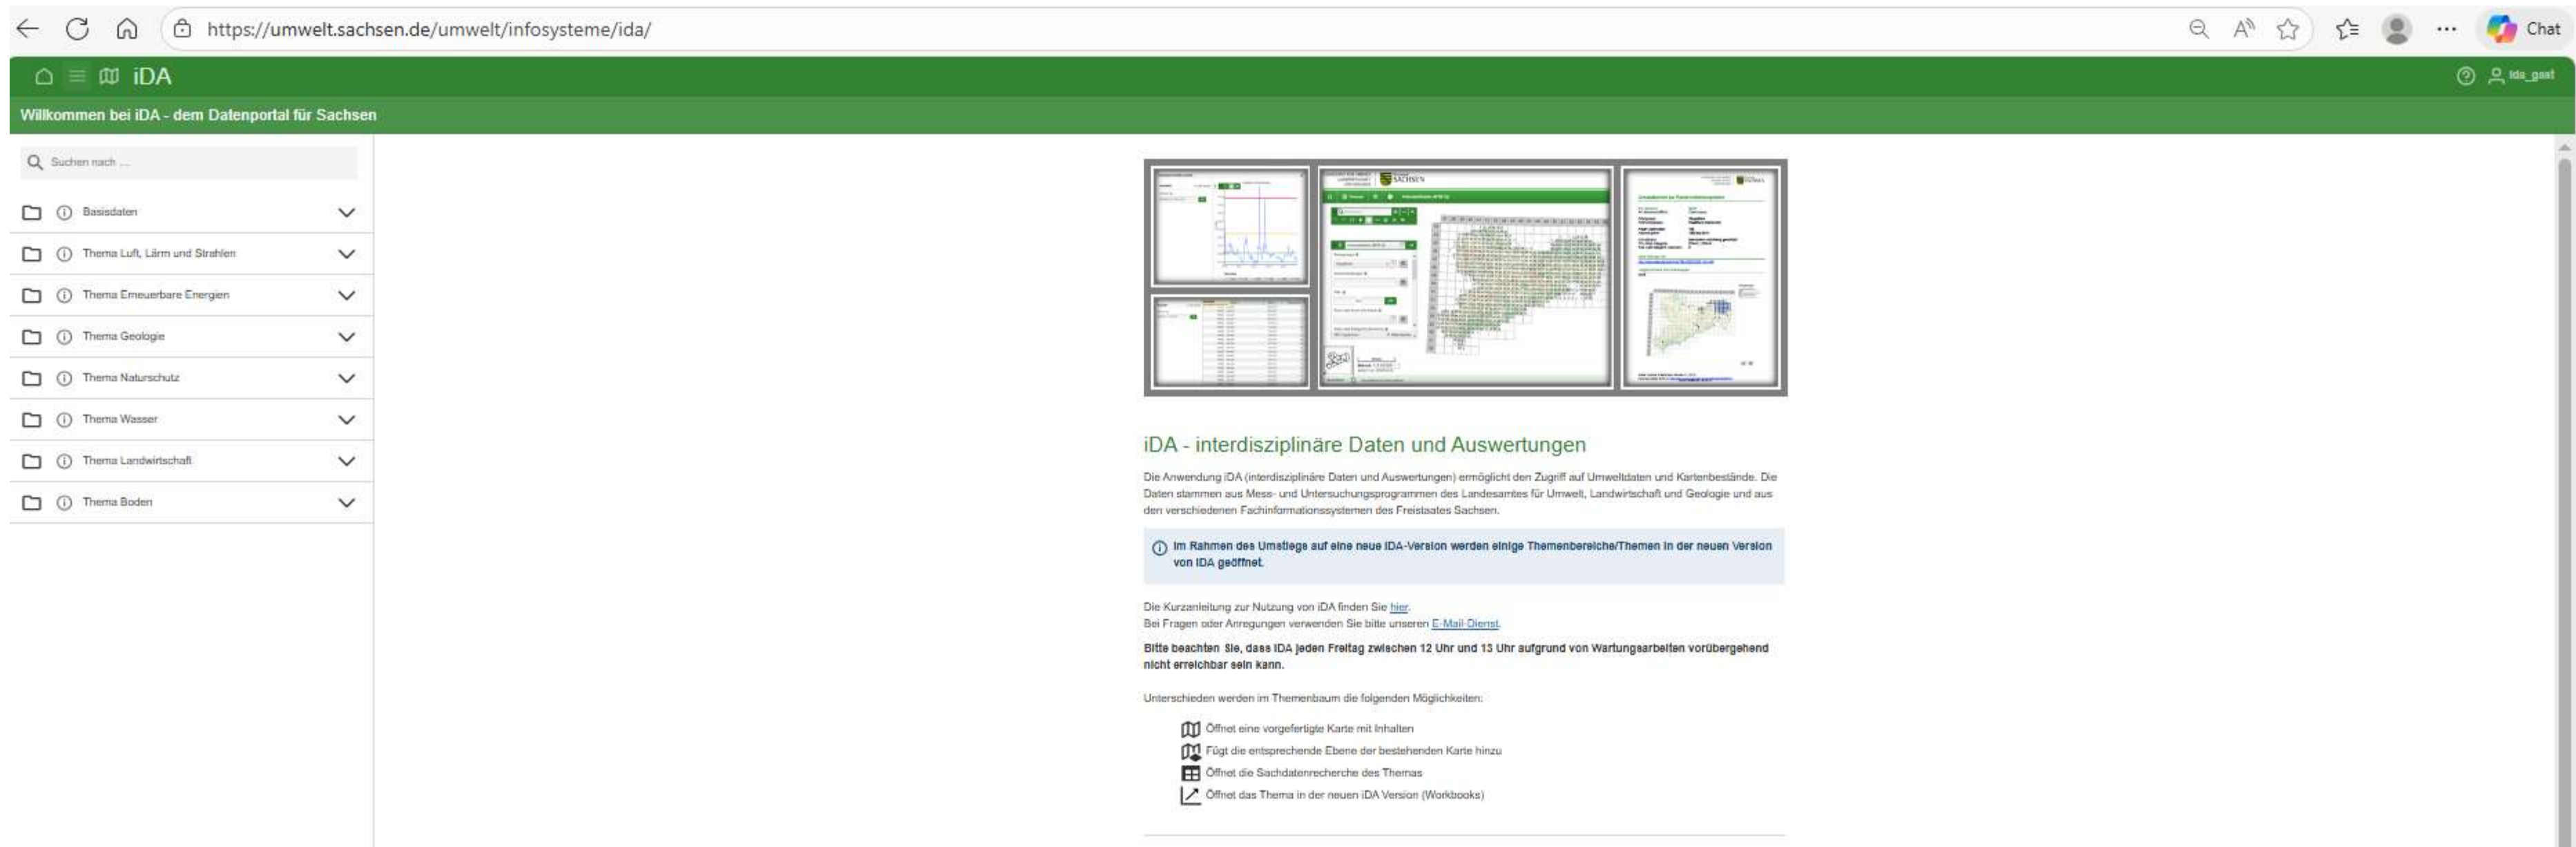 https://umwelt.sachsen.de/umwelt/infosysteme/ida/
Chat
iDA
ida_gast
Willkommen bei iDA - dem Datenportal für Sachsen
Suchen nach ...
Basisdaten
Thema Luft, Lärm und Strahlen
Thema Erneuerbare Energien
Thema Geologie
Thema Naturschutz
Thema Wasser
Thema Landwirtschaft
Thema Boden
SACHSEN
iDA - interdisziplinäre Daten und Auswertungen
Die Anwendung iDA (interdisziplinäre Daten und Auswertungen) ermöglicht den Zugriff auf Umweltdaten und Kartenbestände. Die
Daten stammen aus Mess- und Untersuchungsprogrammen des Landesamtes für Umwelt, Landwirtschaft und Geologie und aus
den verschiedenen Fachinformationssystemen des Freistaates Sachsen.
Im Rahmen des Umstiegs auf eine neue iDA-Version werden einige Themenbereiche/Themen in der neuen Version
von iDA geöffnet.
Die Kurzanleitung zur Nutzung von iDA finden Sie hier.
Bei Fragen oder Anregungen verwenden Sie bitte unseren E-Mail-Dienst.
Bitte beachten Sie, dass iDA jeden Freitag zwischen 12 Uhr und 13 Uhr aufgrund von Wartungsarbeiten vorübergehend
nicht erreichbar sein kann.
Unterschieden werden im Themenbaum die folgenden Möglichkeiten:
Öffnet eine vorgefertigte Karte mit Inhalten
Fügt die entsprechende Ebene der bestehenden Karte hinzu
Öffnet die Sachdatenrecherche des Themas
Öffnet das Thema in der neuen iDA Version (Workbooks)